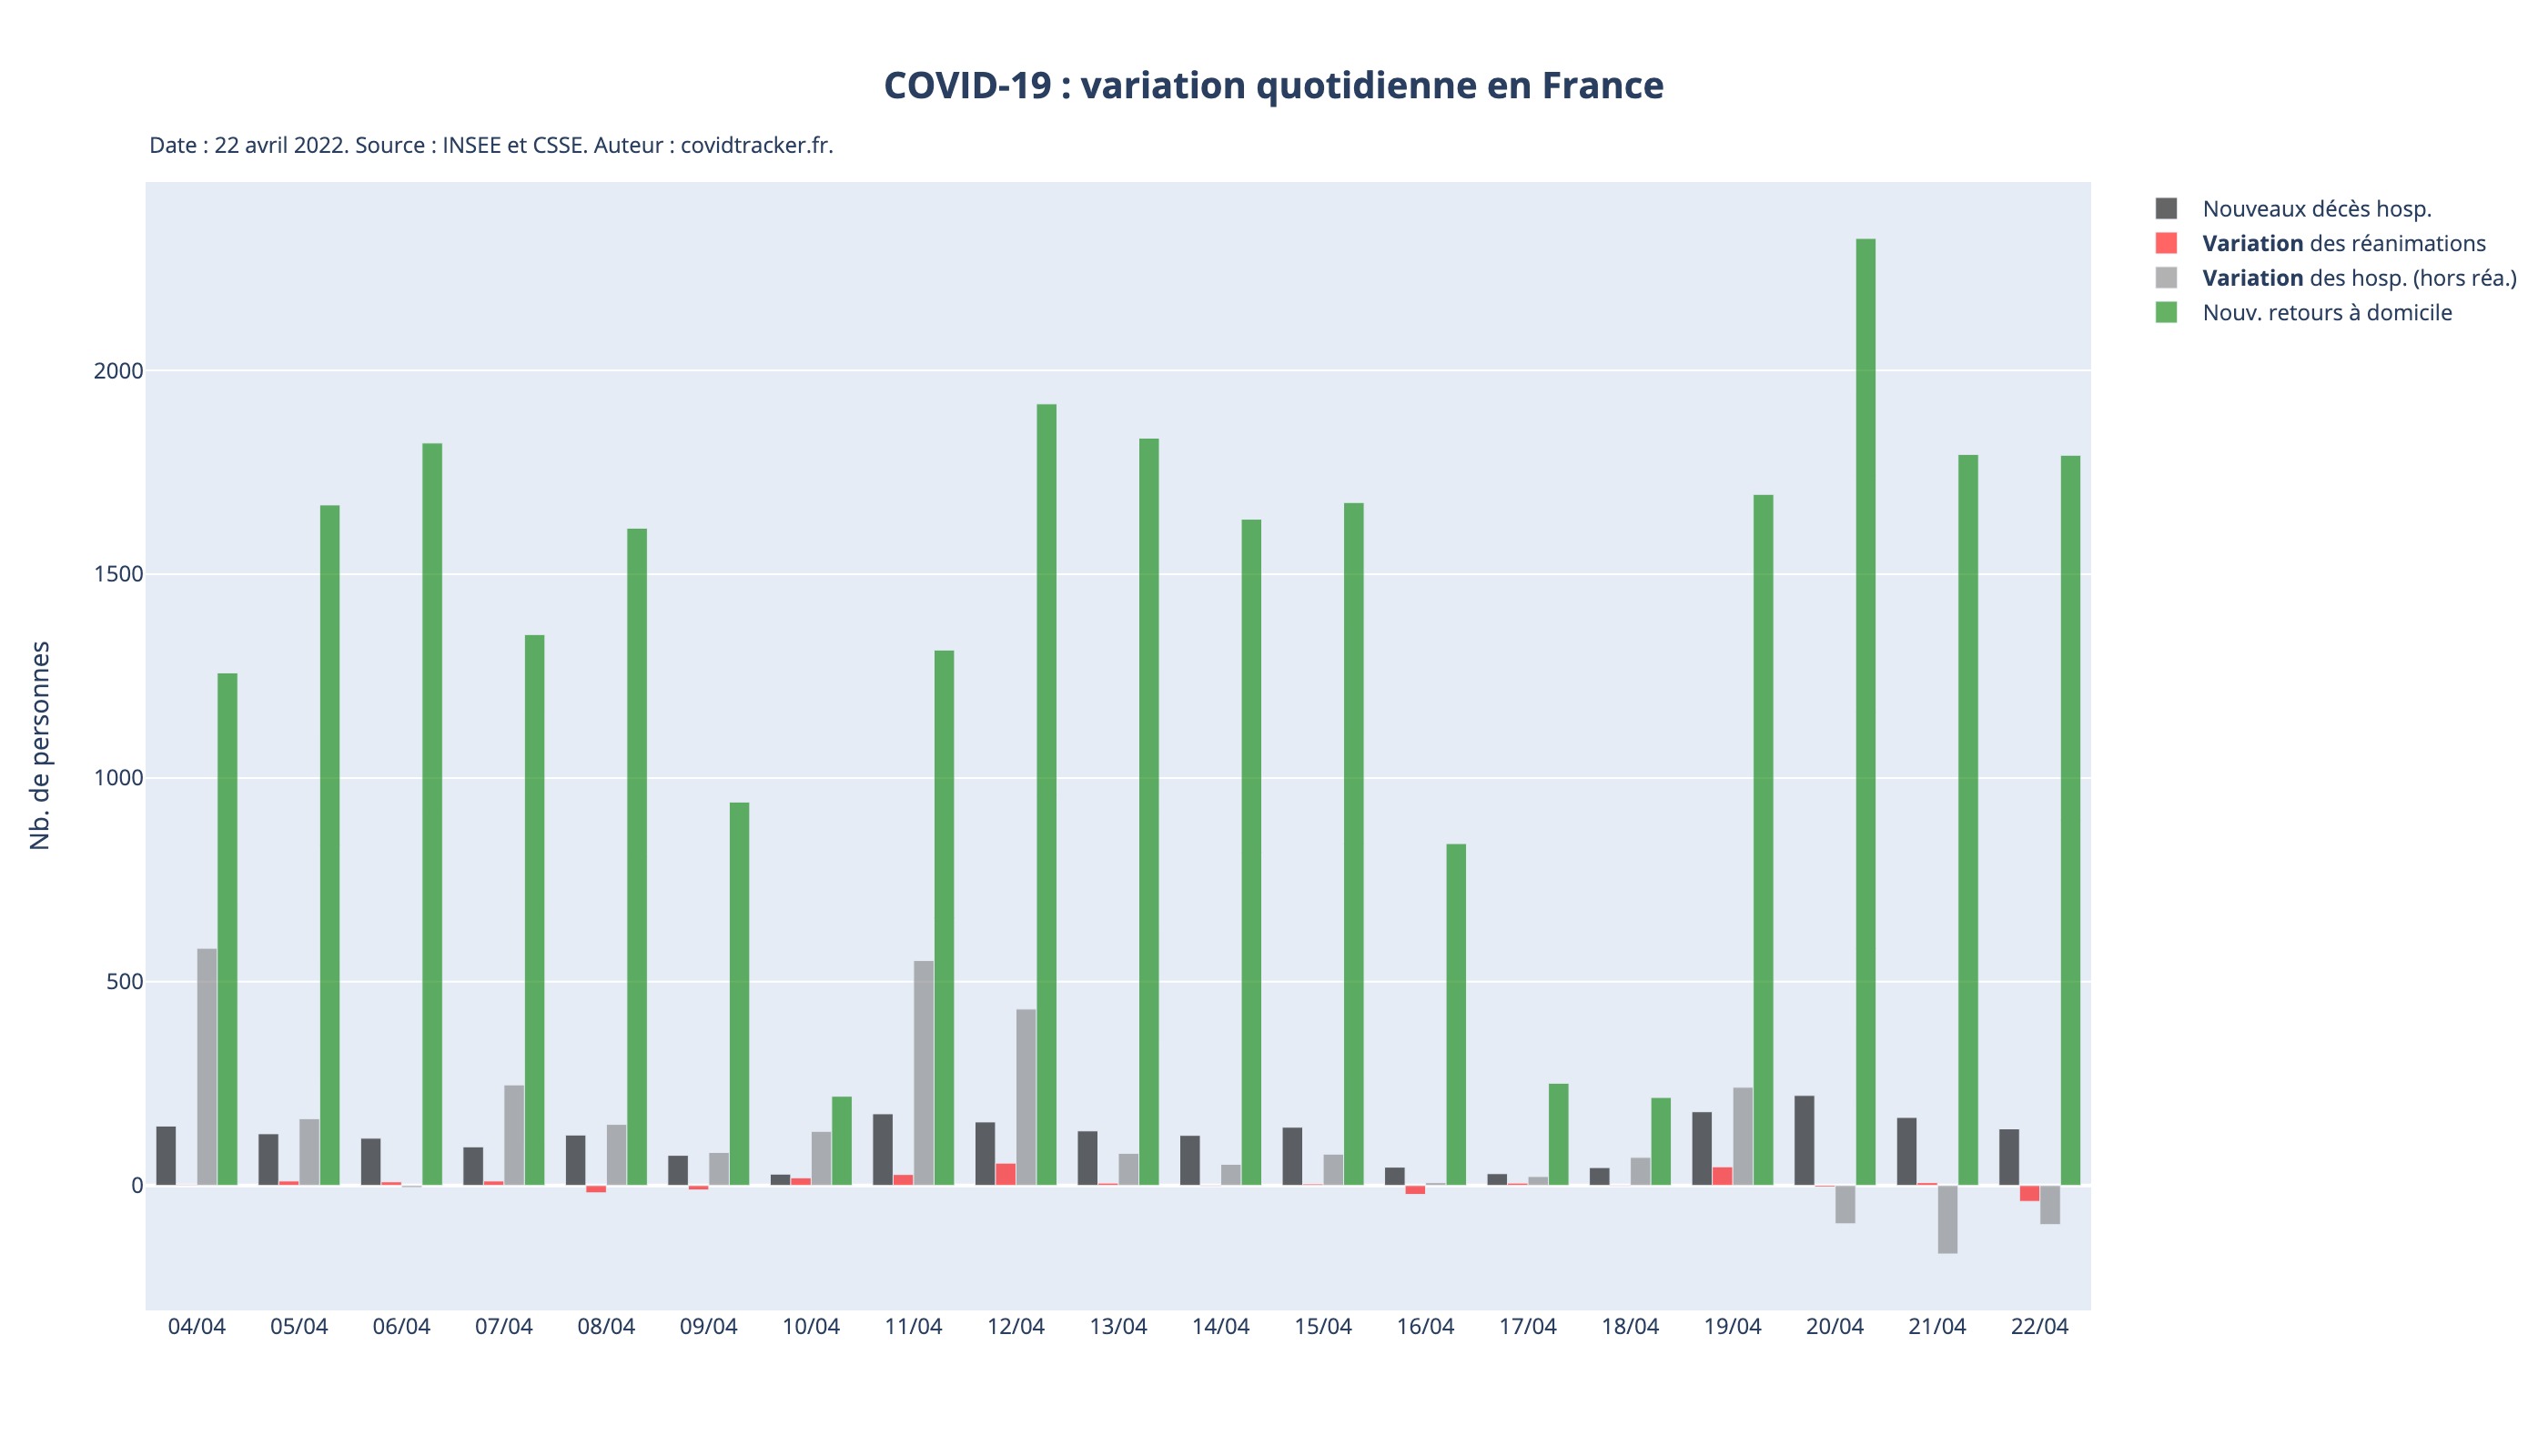 COVID-19 : variation quotidienne en France
Date : 22 avril 2022. Source : INSEE et CSSE. Auteur : covidtracker.fr.
Nouveaux décès hosp.
Variation des réanimations
Variation des hosp. (hors réa.)
Nouv. retours à domicile
Nb. de personnes
2000
1500
1000
500
0
04/04 05/04 06/04 07/04 08/04 09/04 10/04 11/04 12/04 13/04 14/04 15/04 16/04 17/04 18/04 19/04 20/04 21/04 22/04